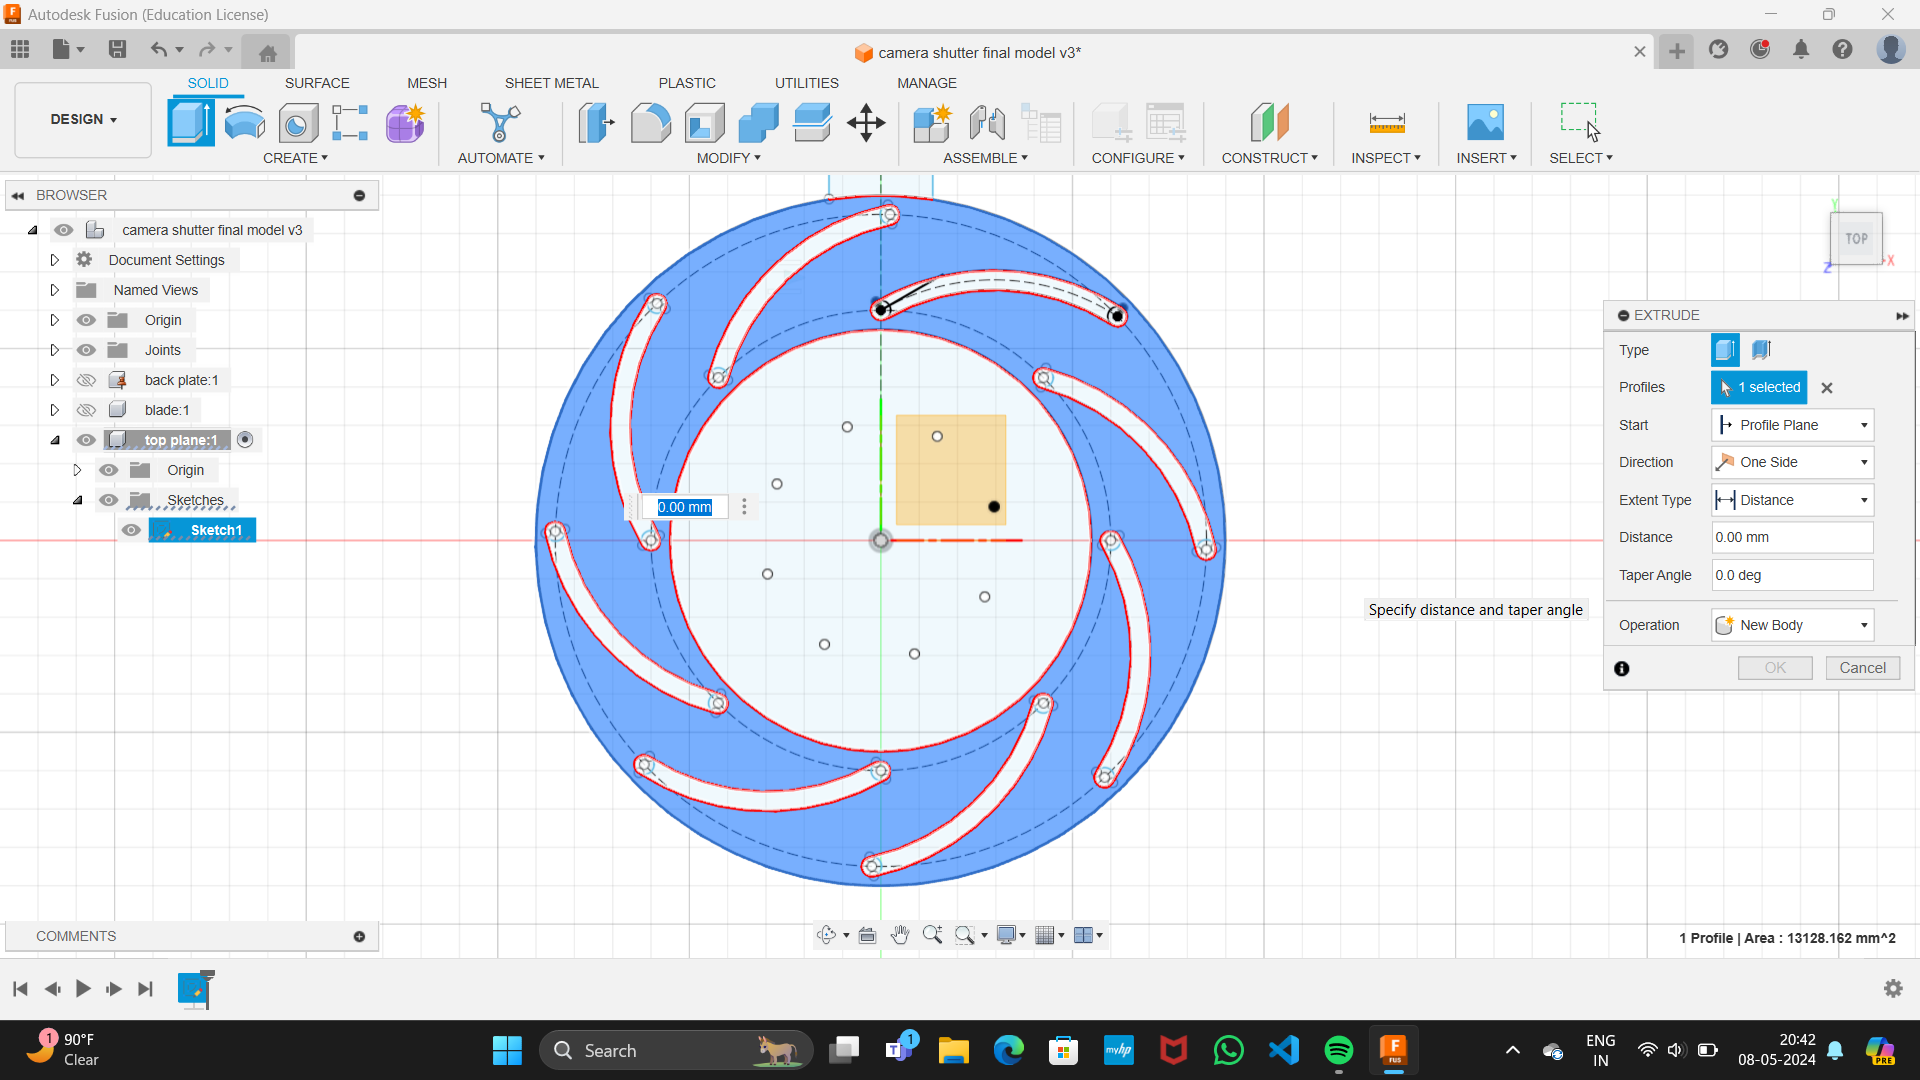 Autodesk Fusion (Education License)
camera shutter final model v3*
SOLID
SURFACE
MESH
SHEET METAL
PLASTIC
UTILITIES
MANAGE
DESIGN
CREATE
AUTOMATE
MODIFY
ASSEMBLE
CONFIGURE
CONSTRUCT
INSPECT
INSERT
SELECT
BROWSER
camera shutter final model v3
Document Settings
Named Views
Origin
Joints
back plate:1
blade:1
top plane:1
Origin
Sketches
Sketch1
0.00 mm
Y
TOP
X
Z
EXTRUDE
Type
Profiles 1 selected
Start Profile Plane
Direction One Side
Extent Type Distance
Distance 0.00 mm
Taper Angle 0.0 deg
Operation New Body
OK Cancel
Specify distance and taper angle
COMMENTS
1 Profile | Area : 13128.162 mm^2
1
90°F
Clear
Search
1
myhp
F
FUS
ENG
IN
20:42
08-05-2024
PRE